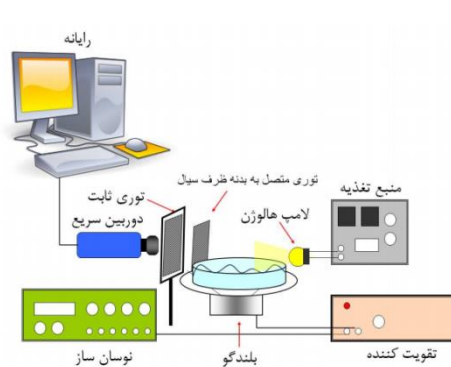 رایانه
توری متصل به بدنه ظرف سیال
توری ثابت
دوربین سریع
لامپ هالوژن
منبع تغذیه
نوسان ساز
بلندگو
تقویت کننده